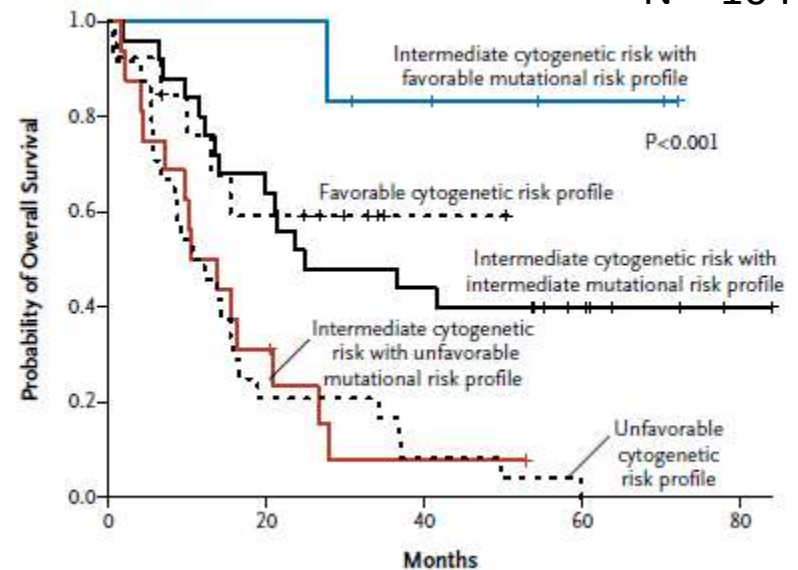 1.0
Intermediate cytogenetic risk with
favorable mutational risk profile
0.8
P<0.001
Favorable cytogenetic risk profile
0.6
Intermediate cytogenetic risk with
intermediate mutational risk profile
0.4
Intermediate cytogenetic
risk with unfavorable
mutational risk profile
0.2
Unfavorable
cytogenetic
risk profile
0.0
0 20 40 60 80
Months
Probability of Overall Survival